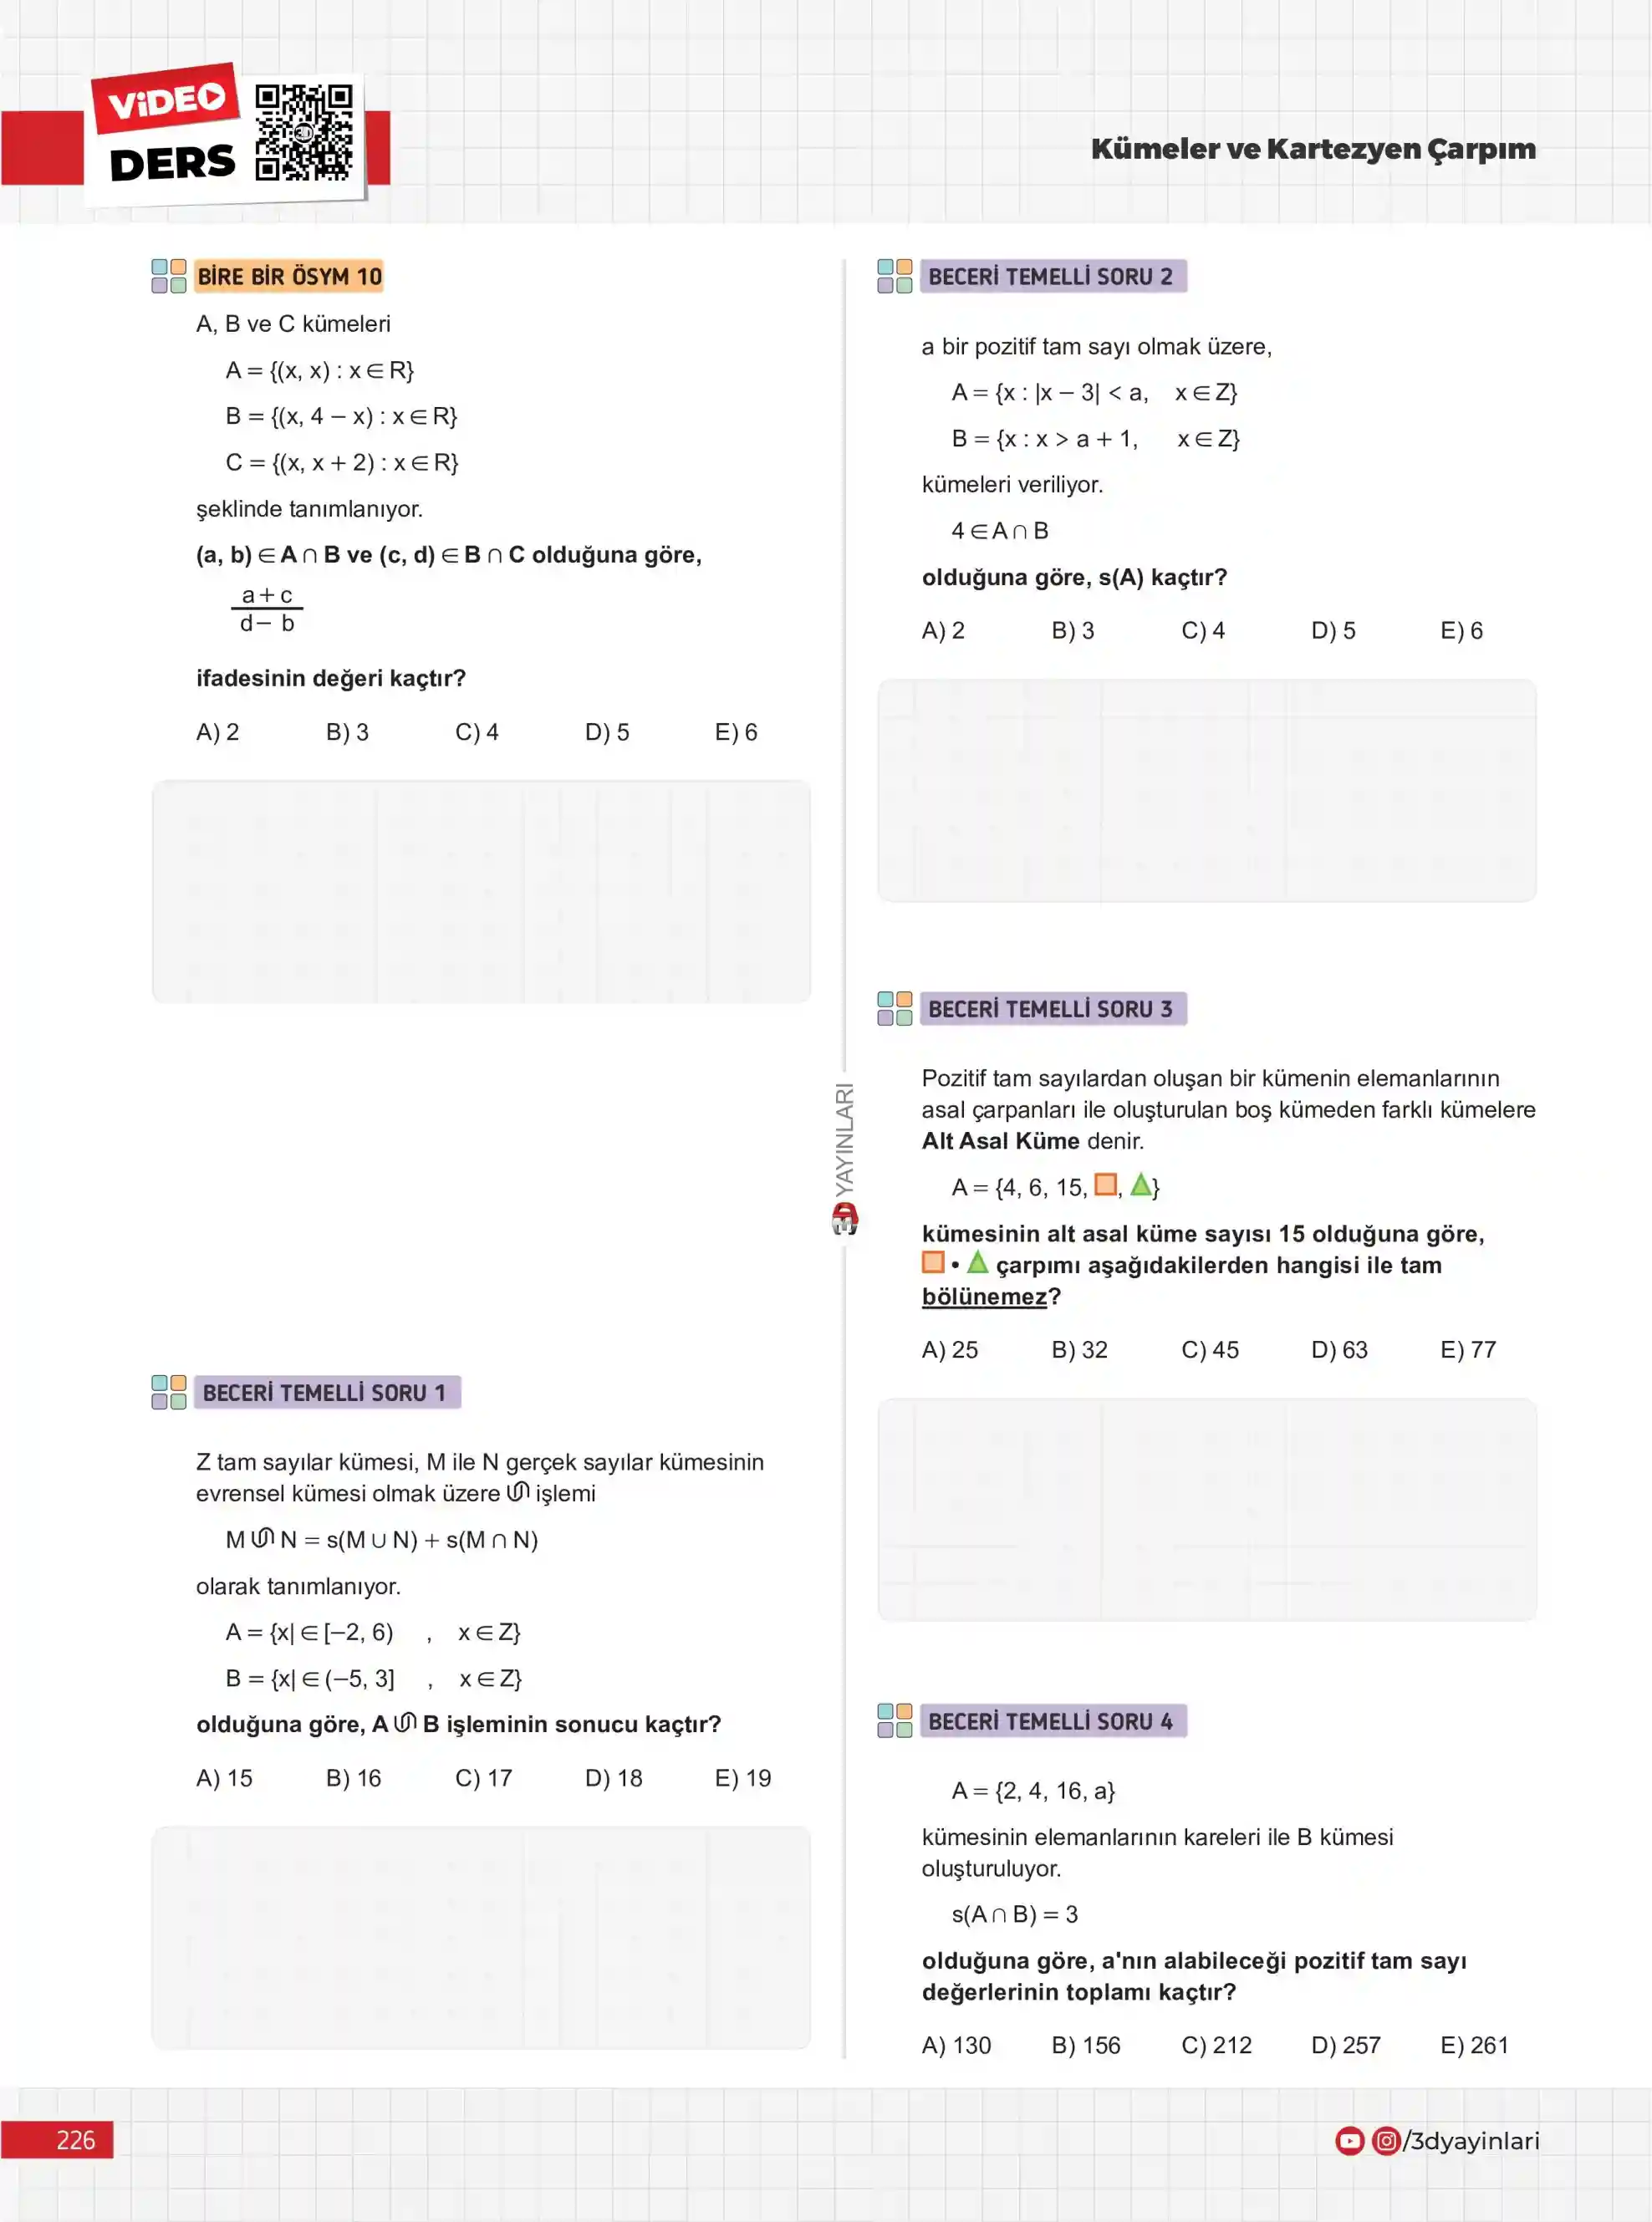 VİDEO
DERS
Kümeler ve Kartezyen Çarpım
BİRE BİR ÖSYM 10
A, B ve C kümeleri
A = {(x, x) : x ∈ R}
B = {(x, 4 – x) : x ∈ R}
C = {(x, x + 2) : x ∈ R}
şeklinde tanımlanıyor.
(a, b) ∈ A ∩ B ve (c, d) ∈ B ∩ C olduğuna göre,
a + c
d – b
ifadesinin değeri kaçtır?
A) 2 B) 3 C) 4 D) 5 E) 6
BECERİ TEMELLİ SORU 1
Z tam sayılar kümesi, M ile N gerçek sayılar kümesinin
evrensel kümesi olmak üzere işlemi
M N = s(M ∪ N) + s(M ∩ N)
olarak tanımlanıyor.
A = {x| ∈ [–2, 6) , x ∈ Z}
B = {x| ∈ (–5, 3] , x ∈ Z}
olduğuna göre, A B işleminin sonucu kaçtır?
A) 15 B) 16 C) 17 D) 18 E) 19
YAYINLARI
BECERİ TEMELLİ SORU 2
a bir pozitif tam sayı olmak üzere,
A = {x : |x – 3| < a, x ∈ Z}
B = {x : x > a + 1, x ∈ Z}
kümeleri veriliyor.
4 ∈ A ∩ B
olduğuna göre, s(A) kaçtır?
A) 2 B) 3 C) 4 D) 5 E) 6
BECERİ TEMELLİ SORU 3
Pozitif tam sayılardan oluşan bir kümenin elemanlarının
asal çarpanları ile oluşturulan boş kümeden farklı kümelere
Alt Asal Küme denir.
A = {4, 6, 15, □, △}
kümesinin alt asal küme sayısı 15 olduğuna göre,
□ • △ çarpımı aşağıdakilerden hangisi ile tam
bölünemez?
A) 25 B) 32 C) 45 D) 63 E) 77
BECERİ TEMELLİ SORU 4
A = {2, 4, 16, a}
kümesinin elemanlarının kareleri ile B kümesi
oluşturuluyor.
s(A ∩ B) = 3
olduğuna göre, a'nın alabileceği pozitif tam sayı
değerlerinin toplamı kaçtır?
A) 130 B) 156 C) 212 D) 257 E) 261
226
/3dyayinlari